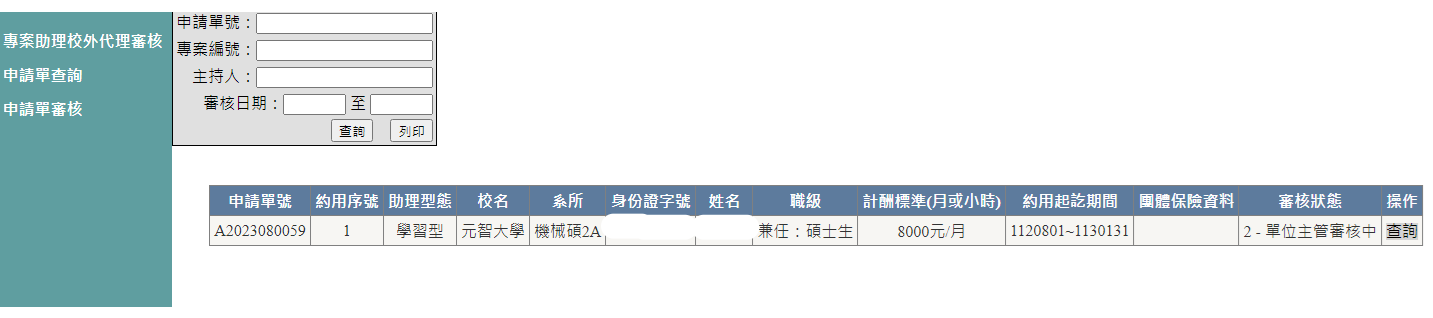 專案助理校外代理審核
申請單查詢
申請單審核
申請單號：
專案編號：
主持人：
審核日期： 至
查詢 列印
申請單號 約用序號 助理型態 校名 系所 身份證字號 姓名 職級 計酬標準(月或小時) 約用起訖期間 團體保險資料 審核狀態 操作
A2023080059 1 學習型 元智大學 機械碩2A 兼任：碩士生 8000元/月 1120801~1130131 2 - 單位主管審核中 查詢